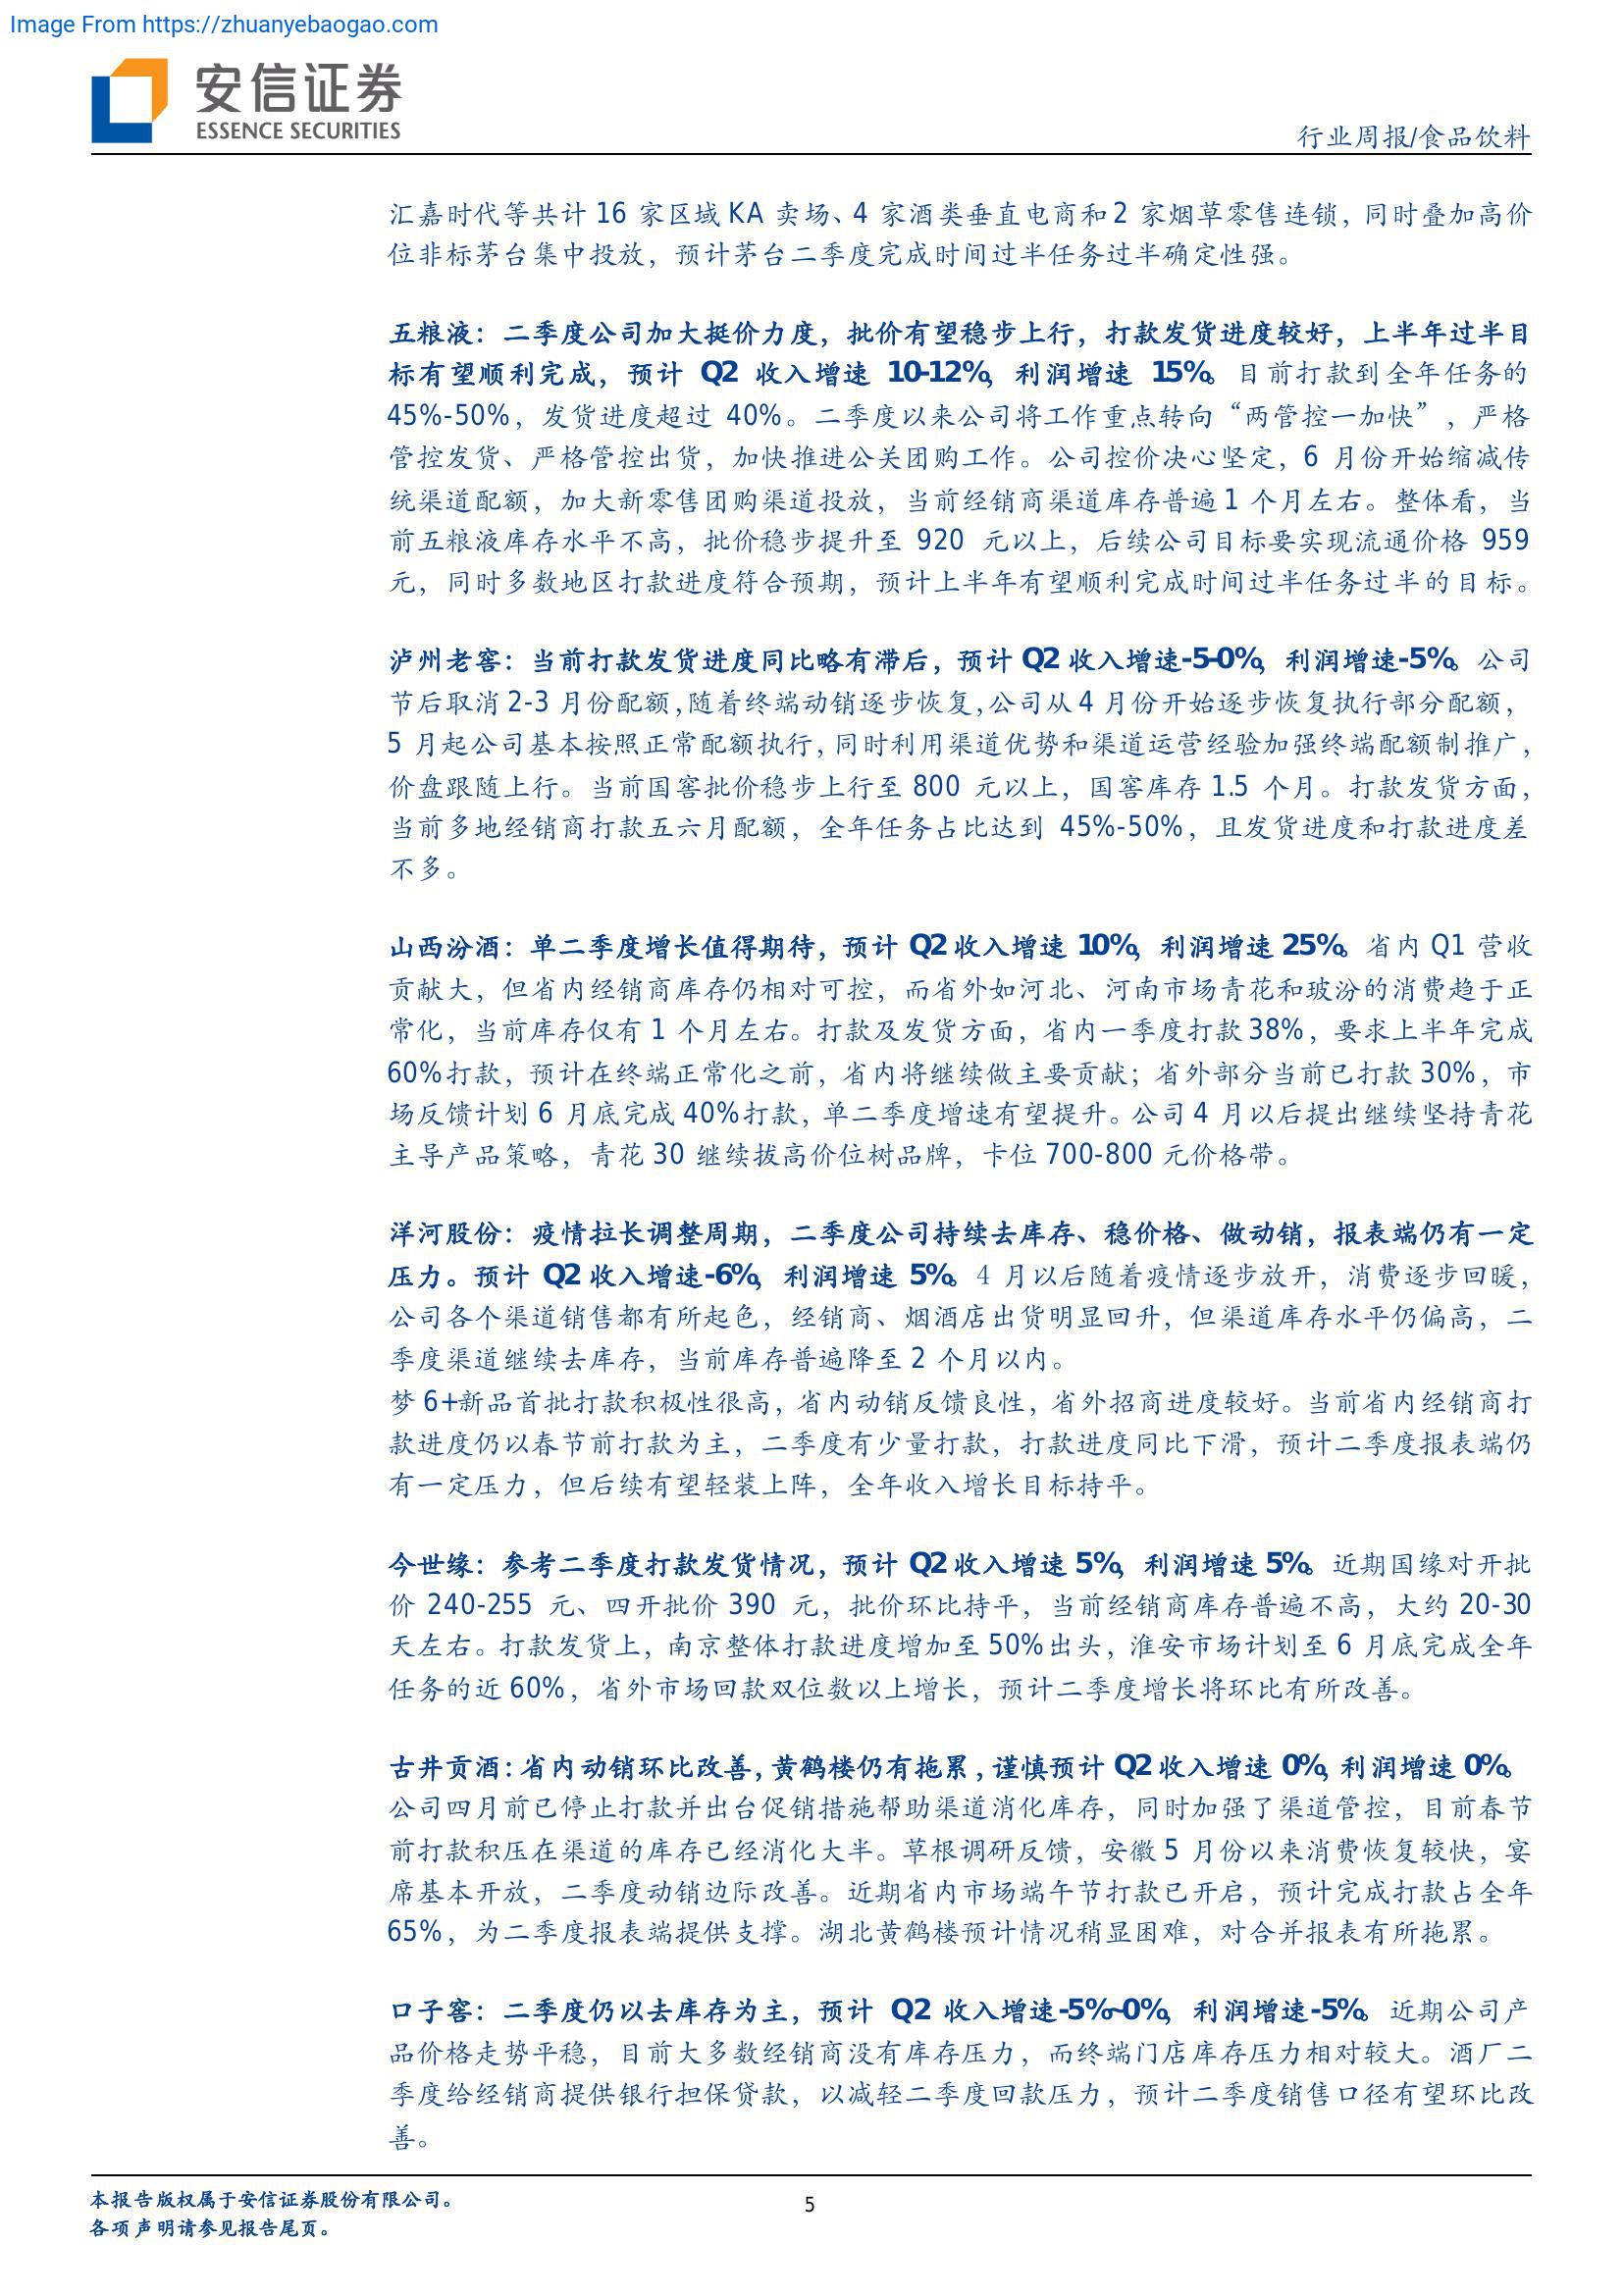 Image From https://zhuanyebaogao.com
安信证券
ESSENCE SECURITIES
行业周报/食品饮料
汇嘉时代等共计 16 家区域 KA 卖场、4 家酒类垂直电商和 2 家烟草零售连锁，同时叠加高价
位非标茅台集中投放，预计茅台二季度完成时间过半任务过半确定性强。
五粮液：二季度公司加大挺价力度，批价有望稳步上行，打款发货进度较好，上半年过半目
标有望顺利完成，预计 Q2 收入增速 10-12%，利润增速 15%。目前打款到全年任务的
45%-50%，发货进度超过 40%。二季度以来公司将工作重点转向“两管控一加快”，严格
管控发货、严格管控出货，加快推进公关团购工作。公司控价决心坚定，6 月份开始缩减传
统渠道配额，加大新零售团购渠道投放，当前经销商渠道库存普遍 1 个月左右。整体看，当
前五粮液库存水平不高，批价稳步提升至 920 元以上，后续公司目标要实现流通价格 959
元，同时多数地区打款进度符合预期，预计上半年有望顺利完成时间过半任务过半的目标。
泸州老窖：当前打款发货进度同比略有滞后，预计 Q2 收入增速-5-0%，利润增速-5%。公司
节后取消 2-3 月份配额，随着终端动销逐步恢复，公司从 4 月份开始逐步恢复执行部分配额，
5 月起公司基本按照正常配额执行，同时利用渠道优势和渠道运营经验加强终端配额制推广，
价盘跟随上行。当前国窖批价稳步上行至 800 元以上，国窖库存 1.5 个月。打款发货方面，
当前多地经销商打款五六月配额，全年任务占比达到 45%-50%，且发货进度和打款进度差
不多。
山西汾酒：单二季度增长值得期待，预计 Q2 收入增速 10%，利润增速 25%。省内 Q1 营收
贡献大，但省内经销商库存仍相对可控，而省外如河北、河南市场青花和玻汾的消费趋于正
常化，当前库存仅有 1 个月左右。打款及发货方面，省内一季度打款 38%，要求上半年完成
60%打款，预计在终端正常化之前，省内将继续做主要贡献；省外部分当前已打款 30%，市
场反馈计划 6 月底完成 40%打款，单二季度增速有望提升。公司 4 月以后提出继续坚持青花
主导产品策略，青花 30 继续拔高价位树品牌，卡位 700-800 元价格带。
洋河股份：疫情拉长调整周期，二季度公司持续去库存、稳价格、做动销，报表端仍有一定
压力。预计 Q2 收入增速-6%，利润增速 5%。4 月以后随着疫情逐步放开，消费逐步回暖，
公司各个渠道销售都有所起色，经销商、烟酒店出货明显回升，但渠道库存水平仍偏高，二
季度渠道继续去库存，当前库存普遍降至 2 个月以内。
梦 6+新品首批打款积极性很高，省内动销反馈良性，省外招商进度较好。当前省内经销商打
款进度仍以春节前打款为主，二季度有少量打款，打款进度同比下滑，预计二季度报表端仍
有一定压力，但后续有望轻装上阵，全年收入增长目标持平。
今世缘：参考二季度打款发货情况，预计 Q2 收入增速 5%，利润增速 5%。近期国缘对开批
价 240-255 元、四开批价 390 元，批价环比持平，当前经销商库存普遍不高，大约 20-30
天左右。打款发货上，南京整体打款进度增加至 50%出头，淮安市场计划至 6 月底完成全年
任务的近 60%，省外市场回款双位数以上增长，预计二季度增长将环比有所改善。
古井贡酒：省内动销环比改善，黄鹤楼仍有拖累，谨慎预计 Q2 收入增速 0%，利润增速 0%。
公司四月前已停止打款并出台促销措施帮助渠道消化库存，同时加强了渠道管控，目前春节
前打款积压在渠道的库存已经消化大半。草根调研反馈，安徽 5 月份以来消费恢复较快，宴
席基本开放，二季度动销边际改善。近期省内市场端午节打款已开启，预计完成打款占全年
65%，为二季度报表端提供支撑。湖北黄鹤楼预计情况稍显困难，对合并报表有所拖累。
口子窖：二季度仍以去库存为主，预计 Q2 收入增速-5%~0%，利润增速-5%。近期公司产
品价格走势平稳，目前大多数经销商没有库存压力，而终端门店库存压力相对较大。酒厂二
季度给经销商提供银行担保贷款，以减轻二季度回款压力，预计二季度销售口径有望环比改
善。
本报告版权属于安信证券股份有限公司。
5
各项声明请参见报告尾页。